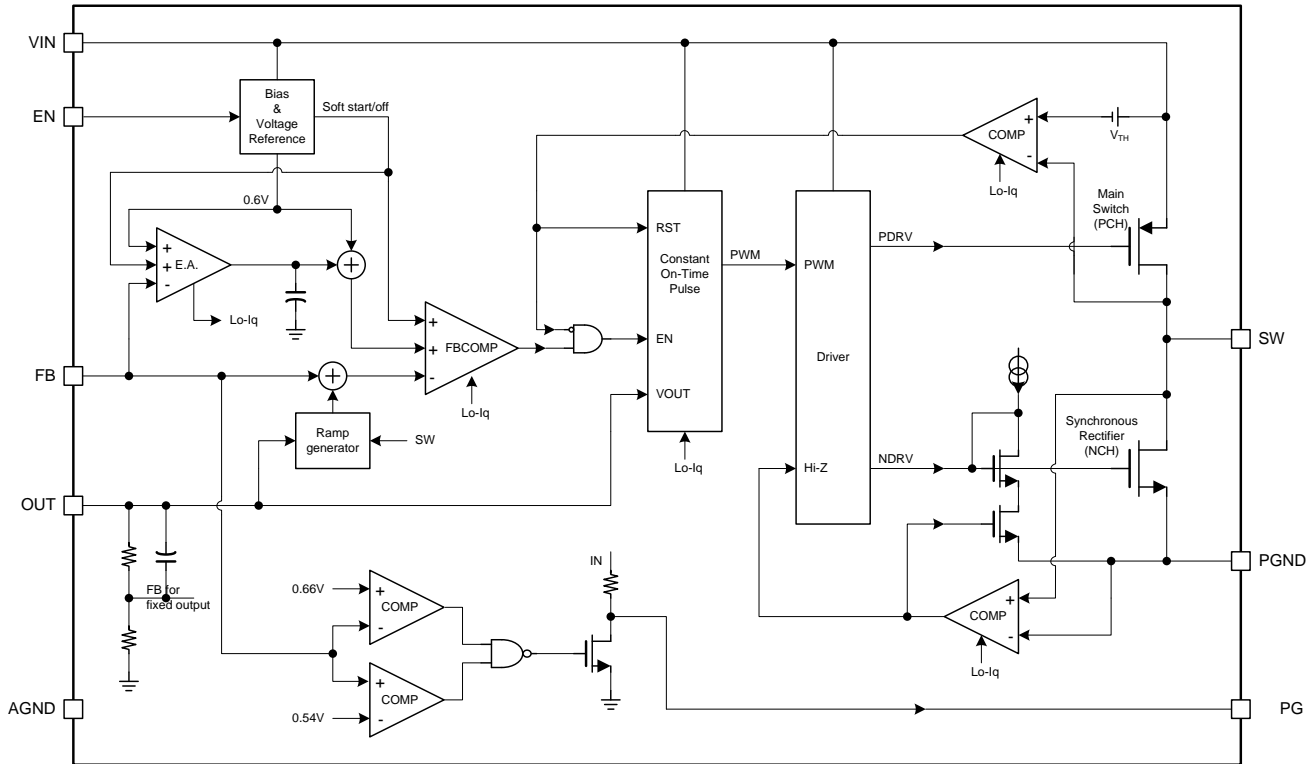 VIN
EN
Bias
&
Voltage
Reference
Soft start/off
0.6V
+
+
E.A.
-
+
Lo-Iq
FB
+
Ramp
generator
SW
+
+
FBCOMP
-
Lo-Iq
RST
Constant
On-Time
Pulse
PWM
EN
VOUT
Lo-Iq
PWM
Driver
Hi-Z
PDRV
NDRV
+
COMP
-
Lo-Iq
VTH
Main
Switch
(PCH)
SW
Synchronous
Rectifier
(NCH)
PGND
+
COMP
-
Lo-Iq
OUT
FB for
fixed output
0.66V
+
COMP
-
+
COMP
-
0.54V
IN
AGND
PG